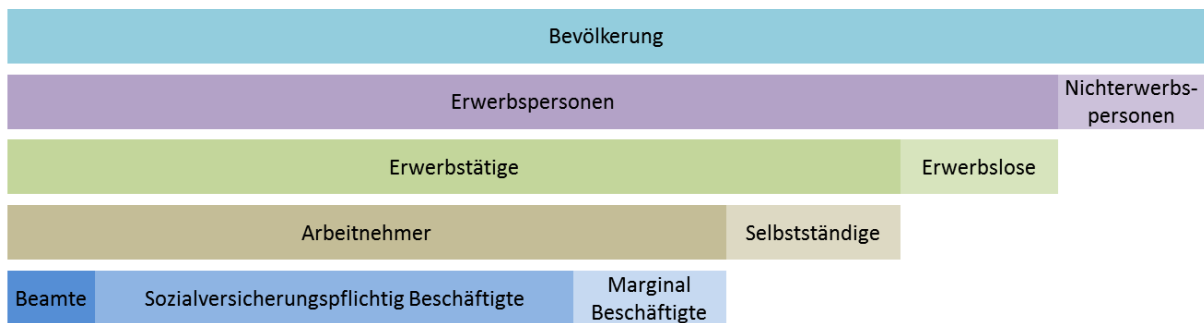 Bevölkerung
Erwerbspersonen
Nichterwerbs-
personen
Erwerbstätige
Erwerbslose
Arbeitnehmer
Selbstständige
Beamte
Sozialversicherungspflichtig Beschäftigte
Marginal
Beschäftigte